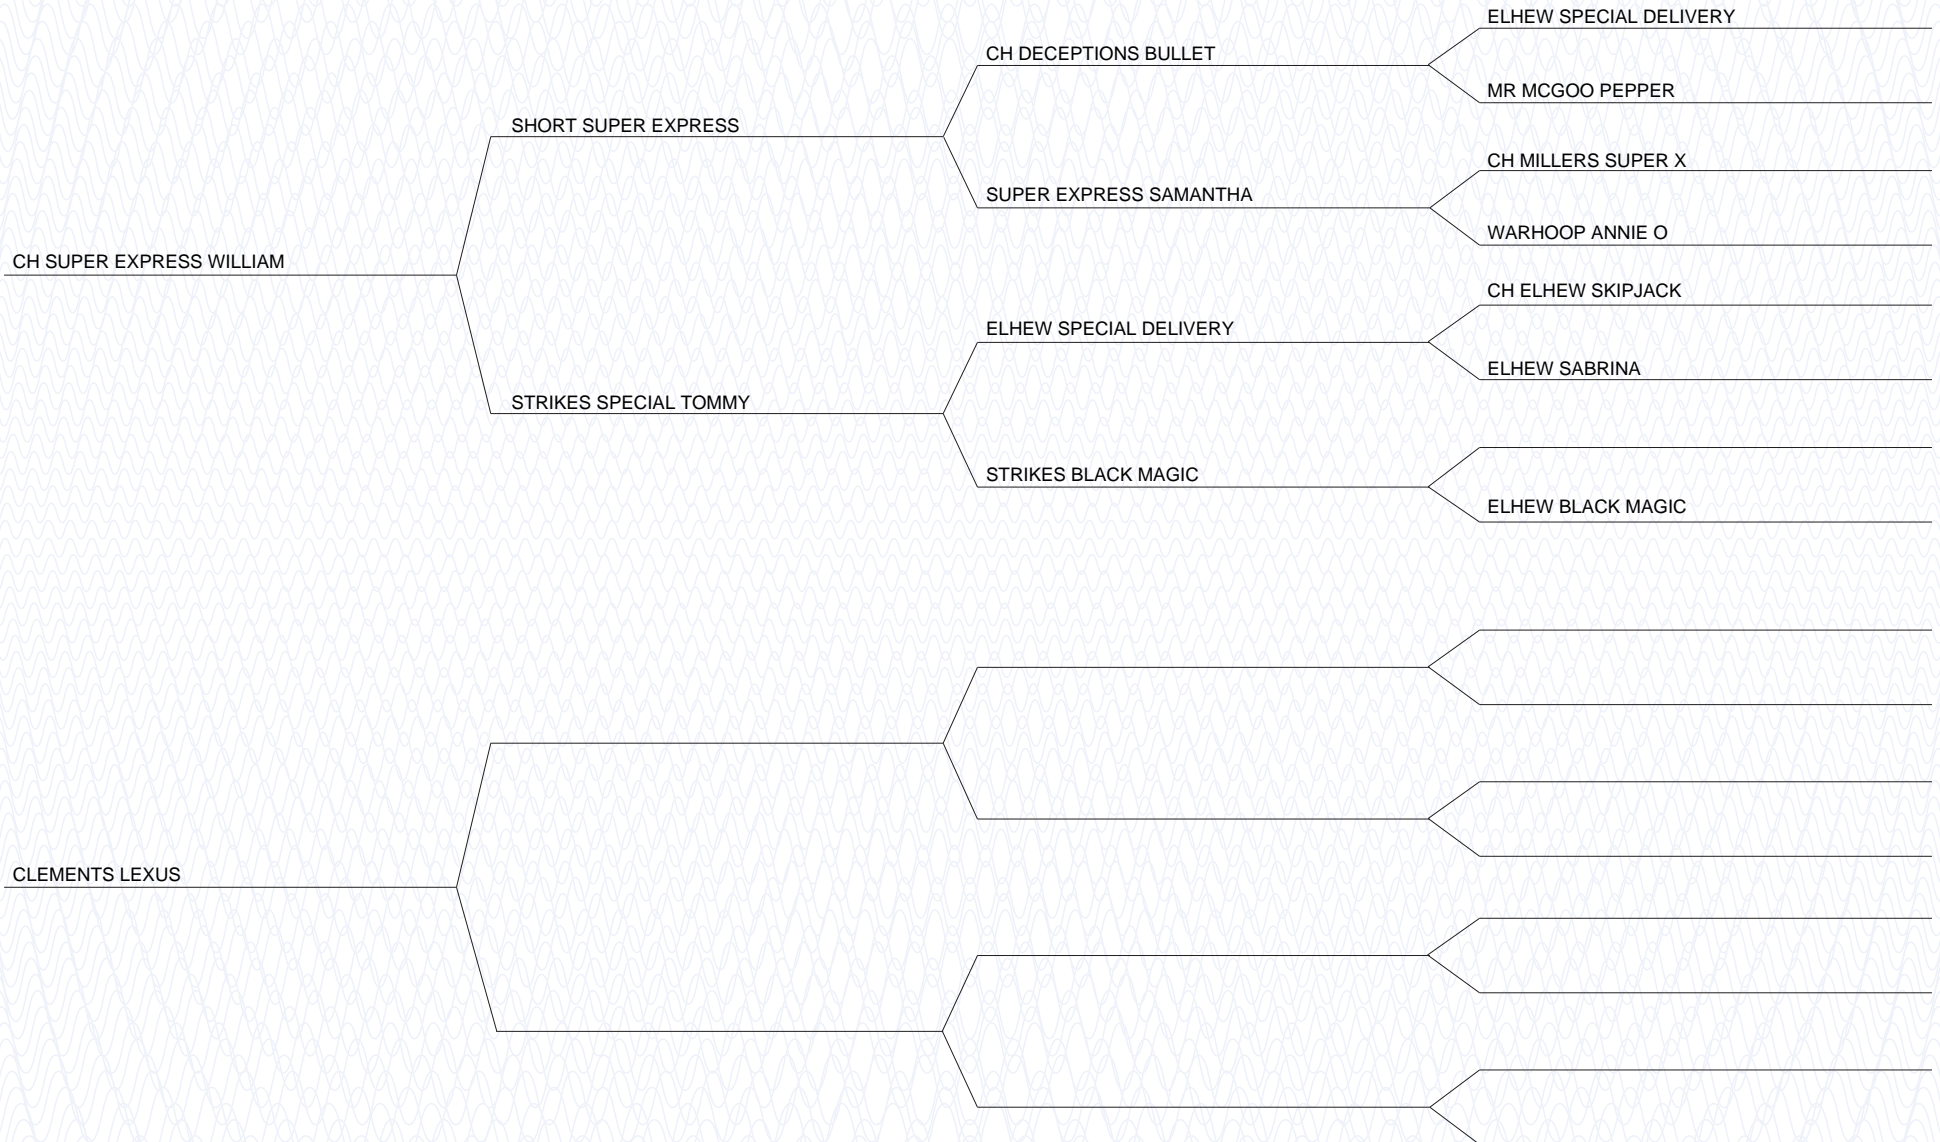 ELHEW SPECIAL DELIVERY
CH DECEPTIONS BULLET
MR MCGOO PEPPER
SHORT SUPER EXPRESS
CH MILLERS SUPER X
SUPER EXPRESS SAMANTHA
WARHOOP ANNIE O
CH SUPER EXPRESS WILLIAM
CH ELHEW SKIPJACK
ELHEW SPECIAL DELIVERY
ELHEW SABRINA
STRIKES SPECIAL TOMMY
STRIKES BLACK MAGIC
ELHEW BLACK MAGIC
CLEMENTS LEXUS